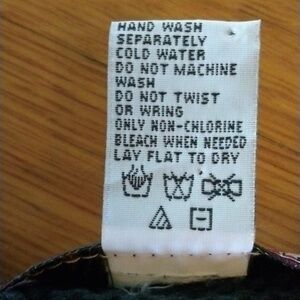 HAND WASH
SEPARATELY
COLD WATER
DO NOT MACHINE
WASH
DO NOT TWIST
OR WRING
ONLY NON-CHLORINE
BLEACH WHEN NEEDED
LAY FLAT TO DRY